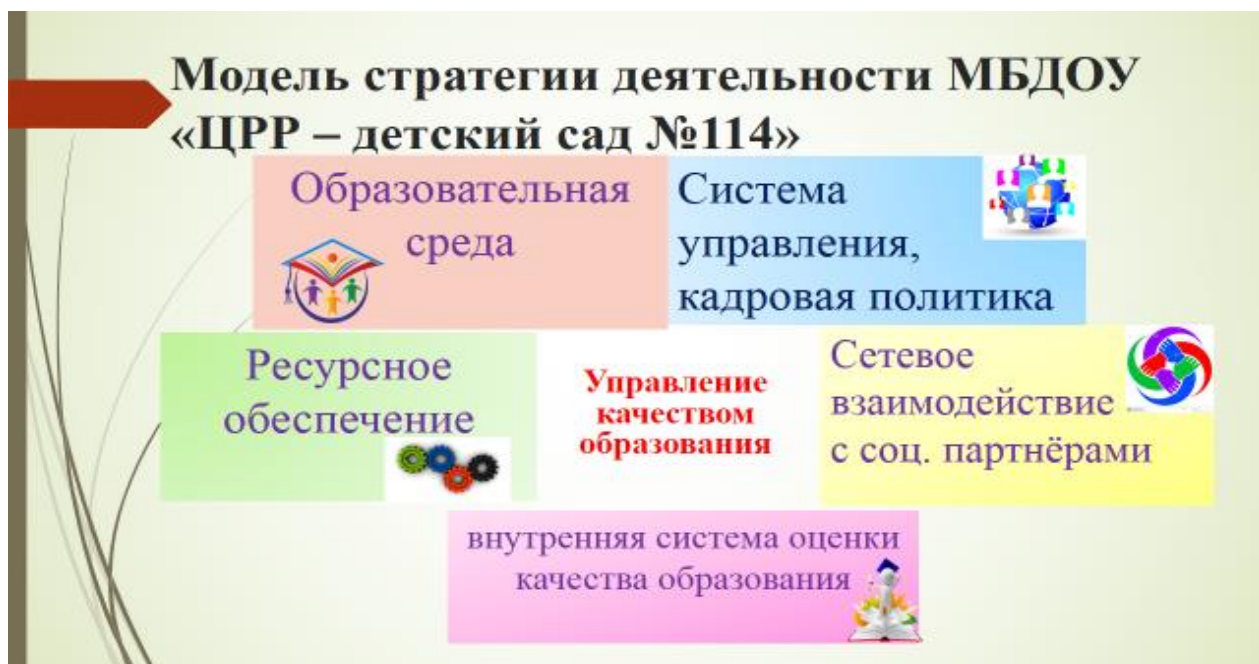 Модель стратегии деятельности МБДОУ
«ЦРР – детский сад №114»
Образовательная
среда
Система
управления,
кадровая политика
Ресурсное
обеспечение
Управление
качеством
образования
Сетевое
взаимодействие
с соц. партнёрами
внутренняя система оценки
качества образования